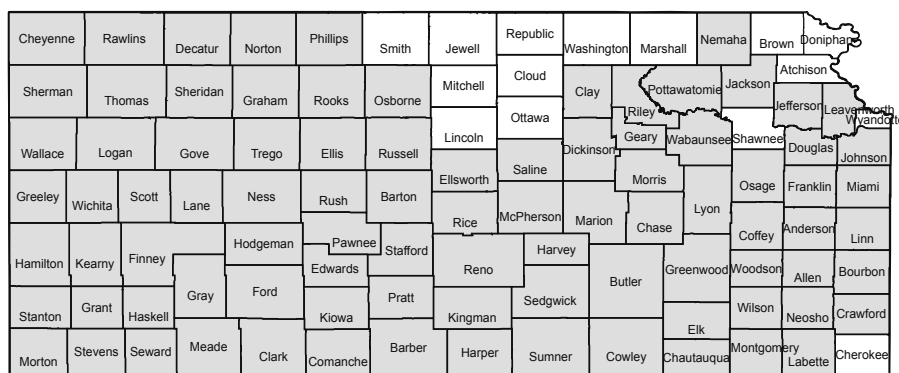 Cheyenne
Rawlins
Decatur
Norton
Phillips
Smith
Jewell
Republic
Washington
Marshall
Nemaha
Brown
Doniphan
Sherman
Thomas
Sheridan
Graham
Rooks
Osborne
Mitchell
Cloud
Clay
Riley
Pottawatomie
Jackson
Atchison
Jefferson
Leavenworth
Wyandotte
Wallace
Logan
Gove
Trego
Ellis
Russell
Lincoln
Ottawa
Dickinson
Geary
Wabaunsee
Shawnee
Douglas
Johnson
Greeley
Wichita
Scott
Lane
Ness
Rush
Barton
Ellsworth
Saline
Morris
Osage
Franklin
Miami
Rice
McPherson
Marion
Chase
Lyon
Coffey
Anderson
Linn
Hamilton
Kearny
Finney
Hodgeman
Pawnee
Stafford
Edwards
Reno
Harvey
Butler
Greenwood
Woodson
Allen
Bourbon
Stanton
Grant
Haskell
Gray
Ford
Kiowa
Pratt
Kingman
Sedgwick
Elk
Wilson
Neosho
Crawford
Morton
Stevens
Seward
Meade
Clark
Comanche
Barber
Harper
Sumner
Cowley
Chautauqua
Montgomery
Labette
Cherokee